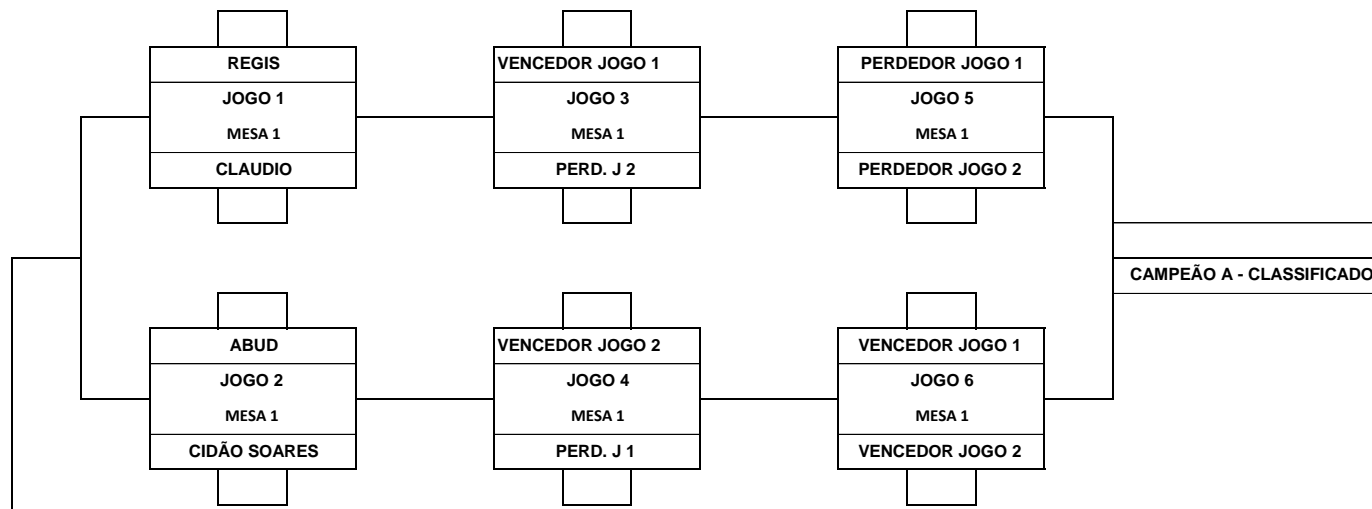 REGIS
JOGO 1
MESA 1
CLAUDIO
VENCEDOR JOGO 1
JOGO 3
MESA 1
PERD. J 2
PERDEDOR JOGO 1
JOGO 5
MESA 1
PERDEDOR JOGO 2
CAMPEÃO A - CLASSIFICADO
ABUD
JOGO 2
MESA 1
CIDÃO SOARES
VENCEDOR JOGO 2
JOGO 4
MESA 1
PERD. J 1
VENCEDOR JOGO 1
JOGO 6
MESA 1
VENCEDOR JOGO 2